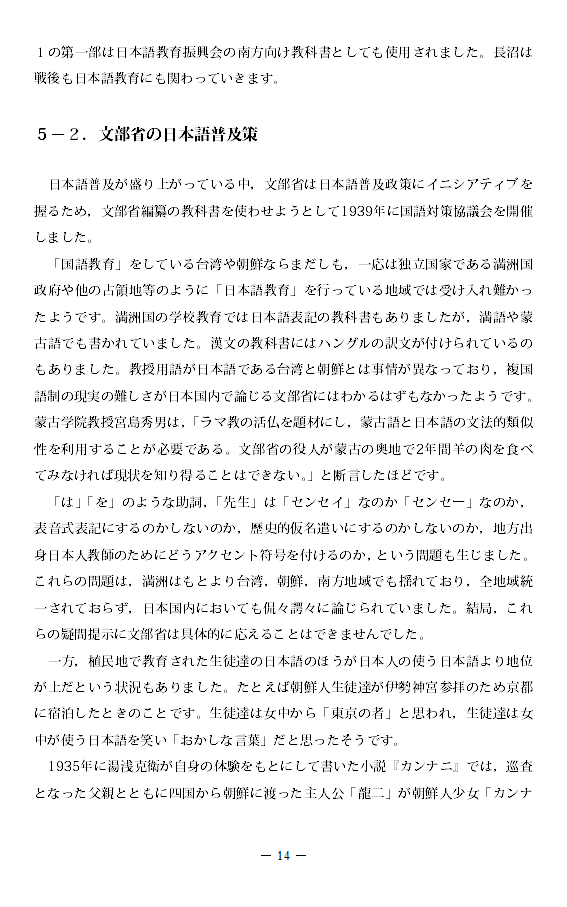 １の第一部は日本語教育振興会の南方向け教科書としても使用されました。長沼は
戦後も日本語教育にも関わっていきます。
５－２．文部省の日本語普及策
日本語普及が盛り上がっている中，文部省は日本語普及政策にイニシアティブを
握るため，文部省編纂の教科書を使わせようとして1939年に国語対策協議会を開催
しました。
「国語教育」をしている台湾や朝鮮ならまだしも，一応は独立国家である満洲国
政府や他の占領地等のように「日本語教育」を行っている地域では受け入れ難かっ
たようです。満洲国の学校教育では日本語表記の教科書もありましたが，満語や蒙
古語でも書かれていました。漢文の教科書にはハングルの訳文が付けられているの
もありました。教授用語が日本語である台湾と朝鮮とは事情が異なっており，複国
語制の現実の難しさが日本国内で論じる文部省にはわかるはずもなかったようです。
蒙古学院教授宮島秀男は，「ラマ教の活仏を題材にし，蒙古語と日本語の文法的類似
性を利用することが必要である。文部省の役人が蒙古の奥地で2年間羊の肉を食べ
てみなければ現状を知り得ることはできない。」と断言したほどです。
「は」「を」のような助詞，「先生」は「センセイ」なのか「センセー」なのか，
表音式表記にするのかしないのか，歴史的仮名遣いにするのかしないのか，地方出
身日本人教師のためにどうアクセント符号を付けるのか，という問題も生じました。
これらの問題は，満洲はもとより台湾，朝鮮，南方地域でも揺れており，全地域統
一されておらず，日本国内においても侃々諤々に論じられていました。結局，これ
らの疑問提示に文部省は具体的に応えることはできませんでした。
一方，植民地で教育された生徒達の日本語のほうが日本人の使う日本語より地位
が上だという状況もありました。たとえば朝鮮人生徒達が伊勢神宮参拝のため京都
に宿泊したときのことです。生徒達は女中から「東京の者」と思われ，生徒達は女
中が使う日本語を笑い「おかしな言葉」だと思ったそうです。
1935年に湯浅克衛が自身の体験をもとにして書いた小説『カンナニ』では，巡査
となった父親とともに四国から朝鮮に渡った主人公「龍二」が朝鮮人少女「カンナ
― 14 ―